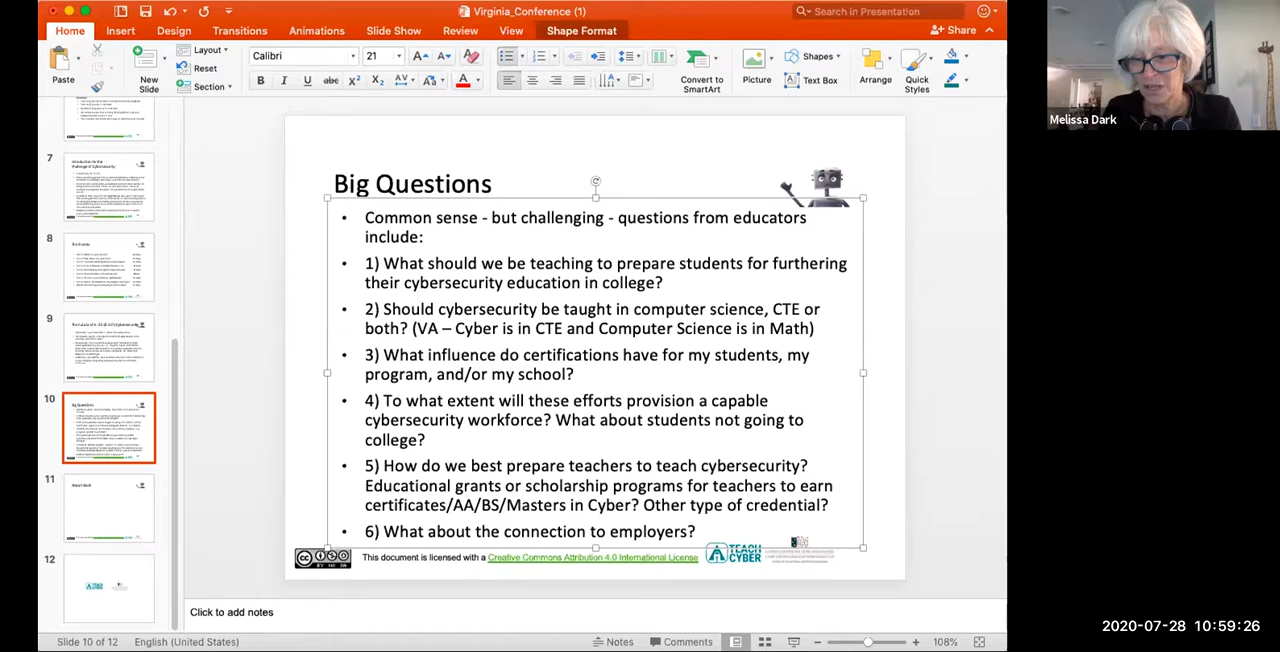 Virginia_Conference (1)
Search in Presentation
Home Insert Design Transitions Animations Slide Show Review View Shape Format
Share
Paste
New
Slide
Layout
Reset
Section
Calibri 21
Convert to
SmartArt
Picture
Shapes
Text Box
Arrange
Quick
Styles
Melissa Dark
7
8
9
10
11
12
Big Questions
• Common sense - but challenging - questions from educators
include:
• 1) What should we be teaching to prepare students for furthering
their cybersecurity education in college?
• 2) Should cybersecurity be taught in computer science, CTE or
both? (VA – Cyber is in CTE and Computer Science is in Math)
• 3) What influence do certifications have for my students, my
program, and/or my school?
• 4) To what extent will these efforts provision a capable
cybersecurity workforce? What about students not going to
college?
• 5) How do we best prepare teachers to teach cybersecurity?
Educational grants or scholarship programs for teachers to earn
certificates/AA/BS/Masters in Cyber? Other type of credential?
• 6) What about the connection to employers?
This document is licensed with a Creative Commons Attribution 4.0 International License
TEACH
CYBER
Click to add notes
Slide 10 of 12 English (United States)
Notes Comments 108%
2020-07-28 10:59:26